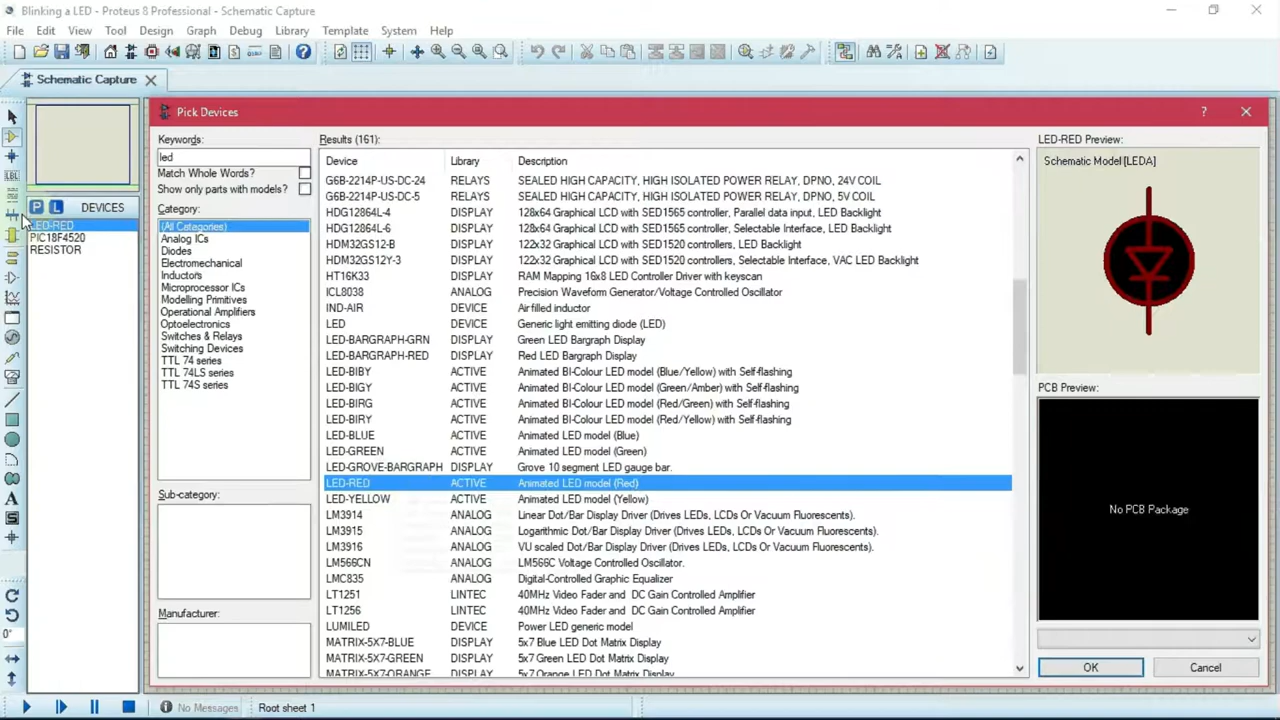 Blinking a LED - Proteus 8 Professional - Schematic Capture
File Edit View Tool Design Graph Debug Library Template System Help
Schematic Capture
Pick Devices
Keywords:
led
Match Whole Words?
Show only parts with models?
Category:
(All Categories)
Analog ICs
Diodes
Electromechanical
Inductors
Microprocessor ICs
Modelling Primitives
Operational Amplifiers
Optoelectronics
Switches & Relays
Switching Devices
TTL 74 series
TTL 74LS series
TTL 74S series
Sub-category:
Manufacturer:
P L DEVICES
LED-RED
PIC18F4520
RESISTOR
Results (161):
Device Library Description
G6B-2214P-US-DC-24 RELAYS SEALED HIGH CAPACITY, HIGH ISOLATED POWER RELAY, DPNO, 24V COIL
G6B-2214P-US-DC-5 RELAYS SEALED HIGH CAPACITY, HIGH ISOLATED POWER RELAY, DPNO, 5V COIL
HDG12864L-4 DISPLAY 128x64 Graphical LCD with SED1565 controller, Parallel data input, LED Backlight
HDG12864L-6 DISPLAY 128x64 Graphical LCD with SED1565 controller, Selectable Interface, LED Backlight
HDM32GS12-B DISPLAY 122x32 Graphical LCD with SED1520 controllers, LED Backlight
HDM32GS12Y-3 DISPLAY 122x32 Graphical LCD with SED1520 controllers, Selectable Interface, VAC LED Backlight
HT16K33 DISPLAY RAM Mapping 16x8 LED Controller Driver with keyscan
ICL8038 ANALOG Precision Waveform Generator/Voltage Controlled Oscillator
IND-AIR DEVICE Air filled inductor
LED DEVICE Generic light emitting diode (LED)
LED-BARGRAPH-GRN DISPLAY Green LED Bargraph Display
LED-BARGRAPH-RED DISPLAY Red LED Bargraph Display
LED-BIBY ACTIVE Animated BI-Colour LED model (Blue/Yellow) with Self-flashing
LED-BIGY ACTIVE Animated BI-Colour LED model (Green/Amber) with Self-flashing
LED-BIRG ACTIVE Animated BI-Colour LED model (Red/Green) with Self-flashing
LED-BIRY ACTIVE Animated BI-Colour LED model (Red/Yellow) with Self-flashing
LED-BLUE ACTIVE Animated LED model (Blue)
LED-GREEN ACTIVE Animated LED model (Green)
LED-GROVE-BARGRAPH DISPLAY Grove 10 segment LED gauge bar.
LED-RED ACTIVE Animated LED model (Red)
LED-YELLOW ACTIVE Animated LED model (Yellow)
LM3914 ANALOG Linear Dot/Bar Display Driver (Drives LEDs, LCDs Or Vacuum Fluorescents).
LM3915 ANALOG Logarithmic Dot/Bar Display Driver (Drives LEDs, LCDs Or Vacuum Fluorescents).
LM3916 ANALOG VU scaled Dot/Bar Display Driver (Drives LEDs, LCDs Or Vacuum Fluorescents).
LM566CN ANALOG LM566C Voltage Controlled Oscillator.
LMC835 ANALOG Digital-Controlled Graphic Equalizer
LT1251 LINTEC 40MHz Video Fader and DC Gain Controlled Amplifier
LT1256 LINTEC 40MHz Video Fader and DC Gain Controlled Amplifier
LUMILED DEVICE Power LED generic model
MATRIX-5X7-BLUE DISPLAY 5x7 Blue LED Dot Matrix Display
MATRIX-5X7-GREEN DISPLAY 5x7 Green LED Dot Matrix Display
MATRIX-5X7-ORANGE DISPLAY 5x7 Orange LED Dot Matrix Display
LED-RED Preview:
Schematic Model [LEDA]
PCB Preview:
No PCB Package
OK Cancel
0°
No Messages Root sheet 1